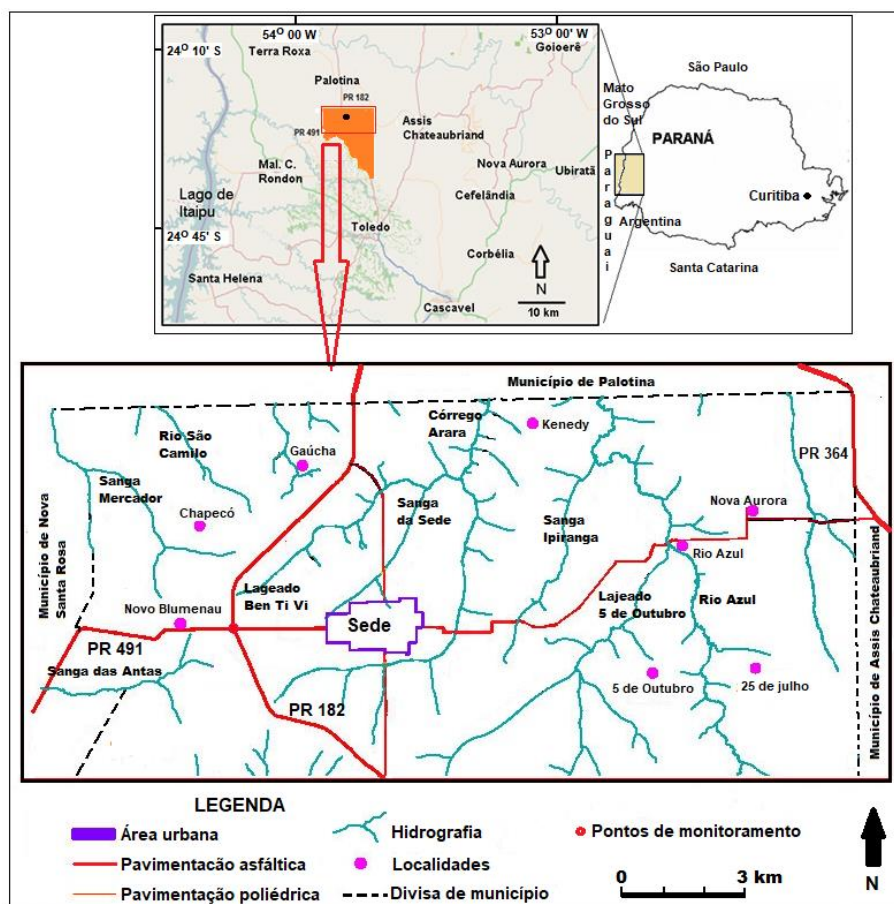 54 00' W
O
53 00' W
O
24 10' S
O
Terra Roxa
Goioerê
Palotina
PR 182
PR 491
Assis
Chateaubriand
Mal. C.
Rondon
Nova Aurora
Ubiratã
Cefelândia
Lago de
Itaipu
Toledo
24 45' S
O
Corbélia
Santa Helena
N
10 km
Cascavel
São Paulo
Mato
Grosso
do Sul
PARANÁ
Paraguai
Curitiba
Argentina
Santa Catarina
Município de Palotina
Córrego
Arara
Kenedy
Rio São
Camilo
Gaúcha
PR 364
Sanga
Mercador
Sanga
da Sede
Nova Aurora
Chapecó
Sanga
Ipiranga
Município de Nova
Santa Rosa
Rio Azul
Lageado
Ben Ti Vi
Novo Blumenau
Sede
Lajeado
5 de Outubro
Rio Azul
Município de Assis Chateaubriand
PR 491
Sanga das Antas
5 de Outubro
25 de julho
PR 182
LEGENDA
Área urbana
Hidrografia
Pontos de monitoramento
Pavimentacão asfáltica
Localidades
Pavimentação poliédrica
Divisa de município
0 3 km
N